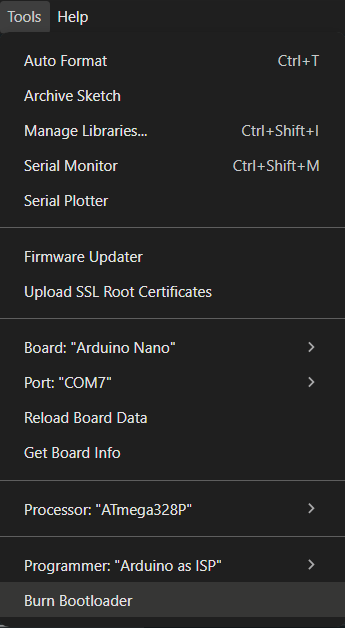 Tools Help
Auto Format Ctrl+T
Archive Sketch
Manage Libraries... Ctrl+Shift+I
Serial Monitor Ctrl+Shift+M
Serial Plotter
Firmware Updater
Upload SSL Root Certificates
Board: "Arduino Nano"
Port: "COM7"
Reload Board Data
Get Board Info
Processor: "ATmega328P"
Programmer: "Arduino as ISP"
Burn Bootloader